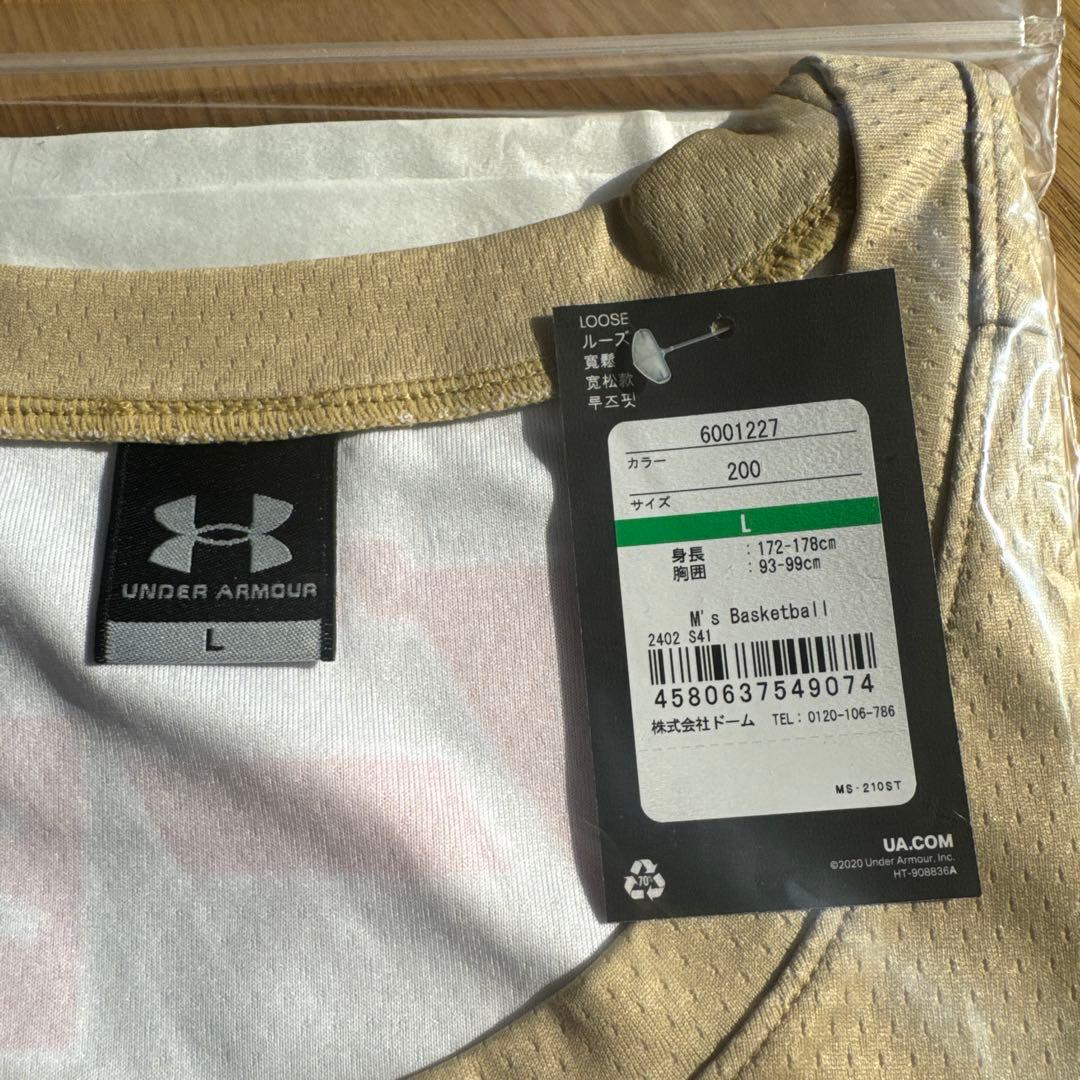 UNDER ARMOUR
L
LOOSE
ルーズ
寬鬆
宽松款
루즈핏
6001227
カラー
200
サイズ
L
身長 : 172-178cm
胸囲 : 93-99cm
M's Basketball
2402 S41
4580637549074
株式会社ドーム TEL: 0120-106-786
MS-210ST
UA.COM
©2020 Under Armour, Inc.
HT-908836A
70%